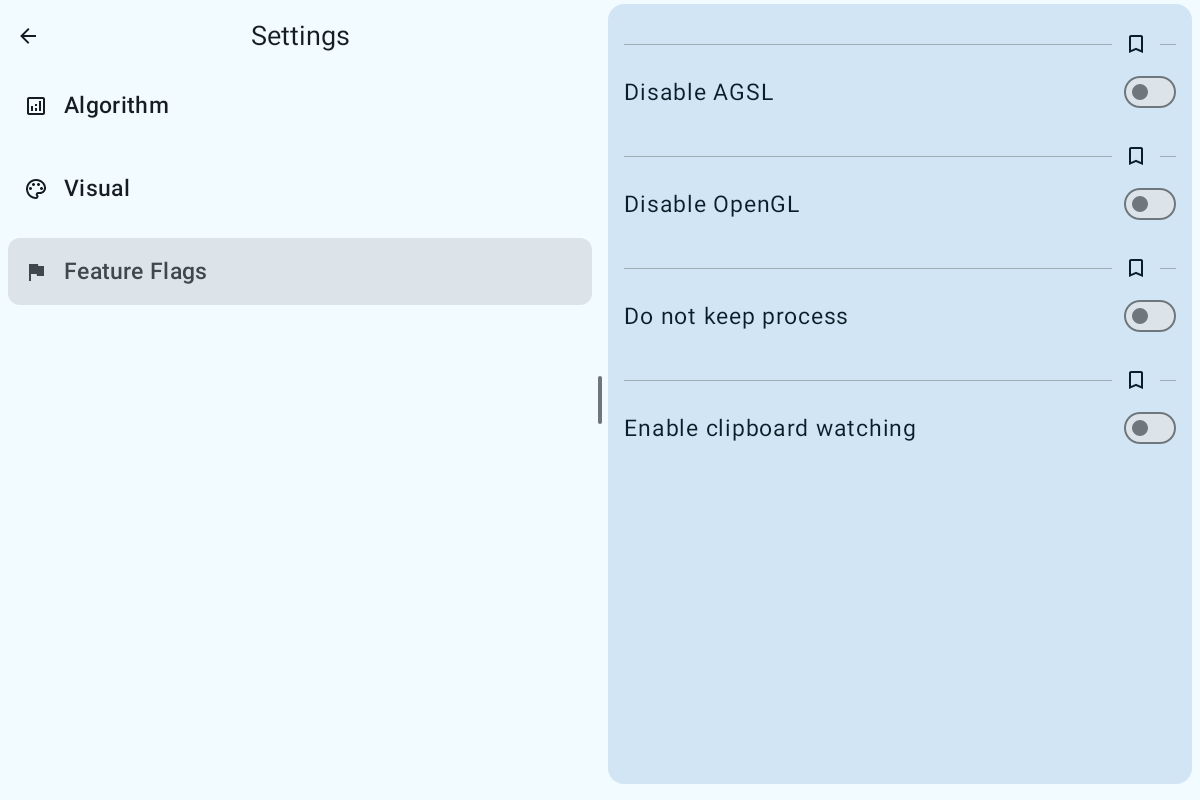 Settings
Algorithm
Visual
Feature Flags
Disable AGSL
Disable OpenGL
Do not keep process
Enable clipboard watching